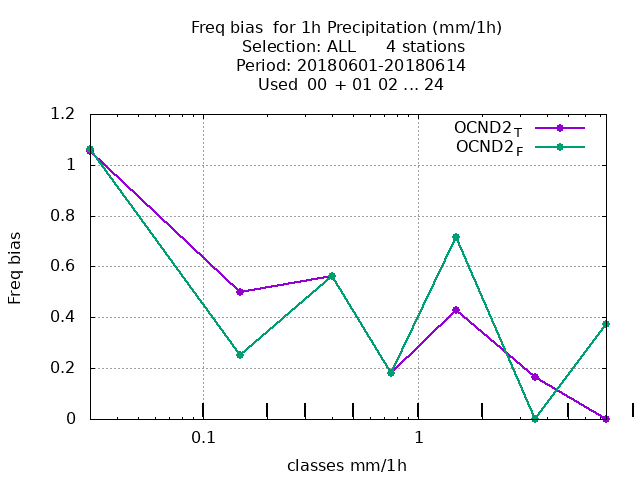 Freq bias  for 1h Precipitation (mm/1h)
Selection: ALL      4 stations
Period: 20180601-20180614
Used  00  + 01 02 ... 24
OCND2T
OCND2F
1.2
1
0.8
0.6
0.4
0.2
0
Freq bias
0.1 1
classes mm/1h